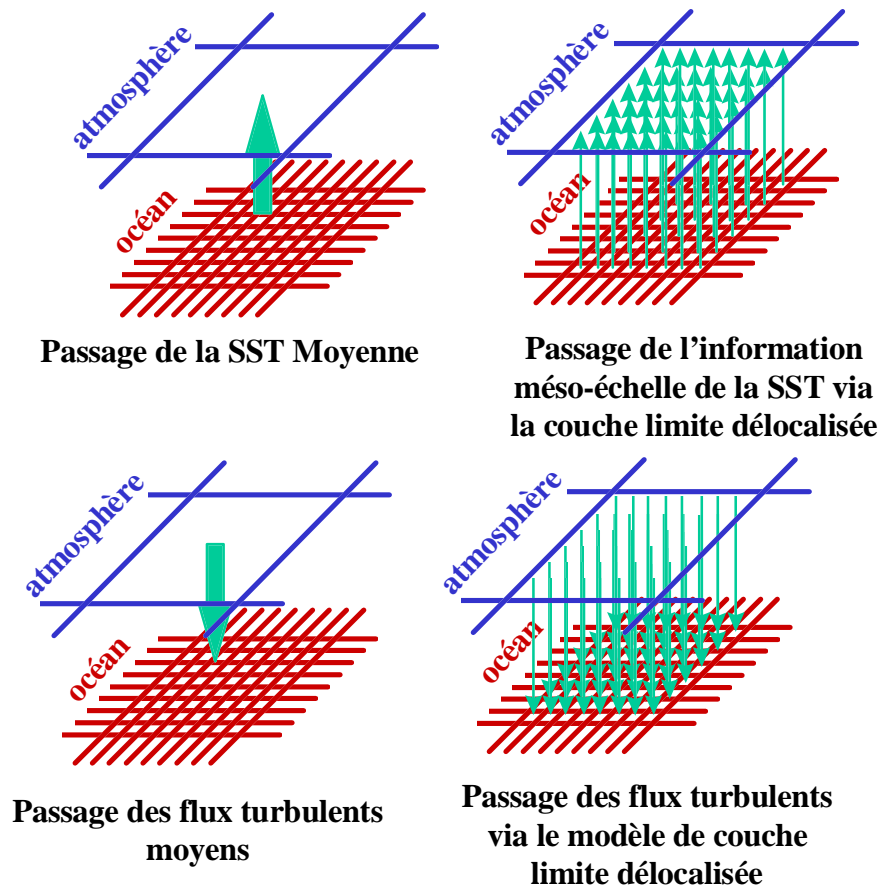 atmosphère
océan
Passage de la SST Moyenne
atmosphère
océan
Passage de l’information
méso-échelle de la SST via
la couche limite délocalisée
atmosphère
océan
Passage des flux turbulents
moyens
atmosphère
océan
Passage des flux turbulents
via le modèle de couche
limite délocalisée